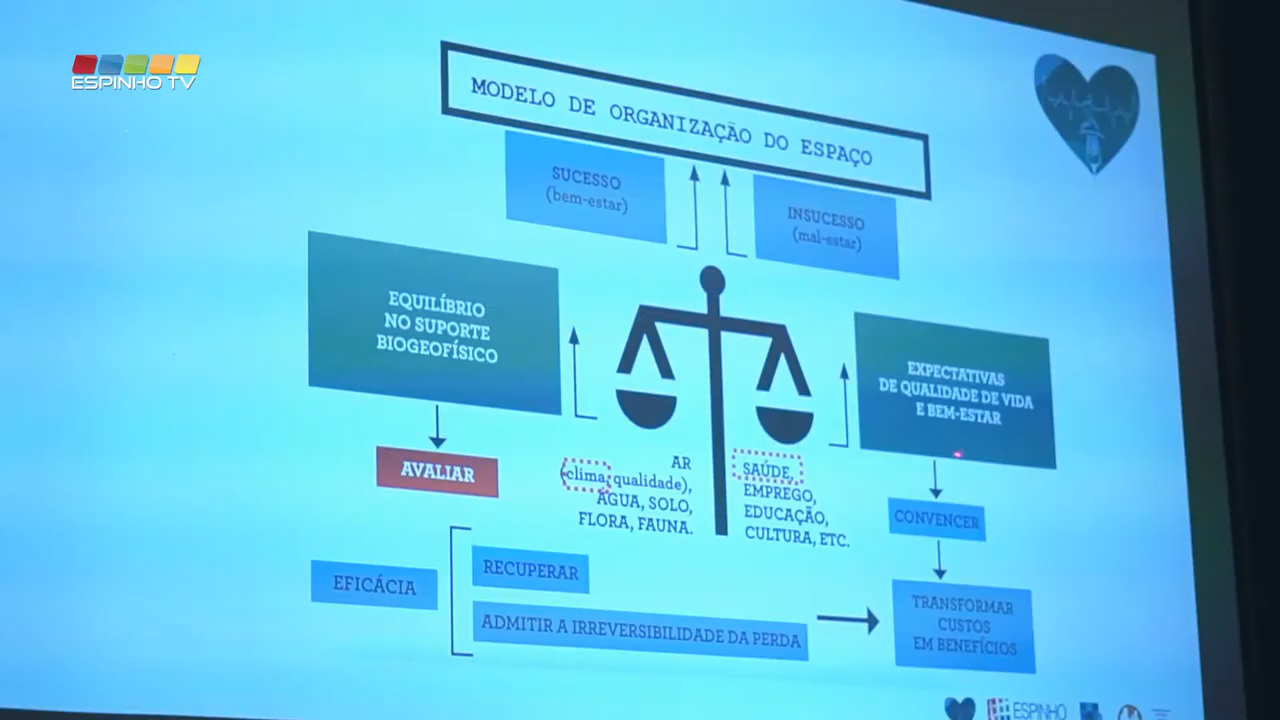 ESPINHO TV
MODELO DE ORGANIZAÇÃO DO ESPAÇO
SUCESSO
(bem-estar)
INSUCESSO
(mal-estar)
EQUILÍBRIO
NO SUPORTE
BIOGEOFÍSICO
EXPECTATIVAS
DE QUALIDADE DE VIDA
E BEM-ESTAR
AVALIAR
AR
(clima, qualidade),
ÁGUA, SOLO,
FLORA, FAUNA.
SAÚDE,
EMPREGO,
EDUCAÇÃO,
CULTURA, ETC.
CONVENCER
EFICÁCIA
RECUPERAR
ADMITIR A IRREVERSIBILIDADE DA PERDA
TRANSFORMAR
CUSTOS
EM BENEFÍCIOS
ESPINHO